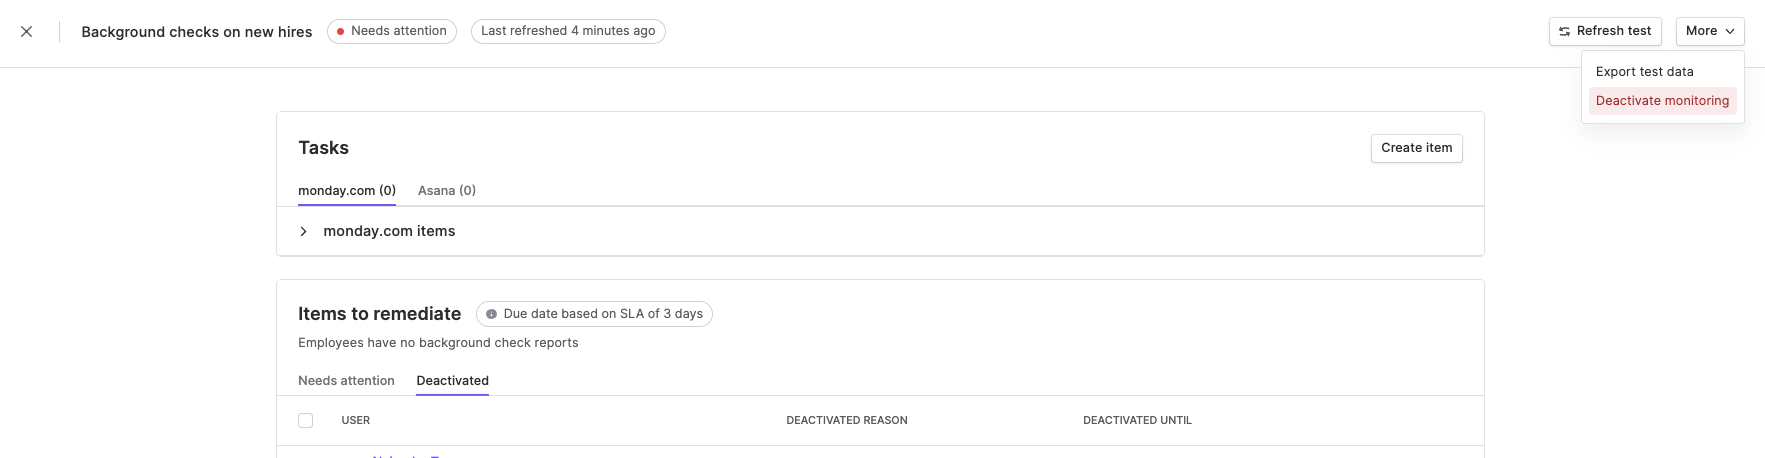 Background checks on new hires
Needs attention
Last refreshed 4 minutes ago
Refresh test
More
Export test data
Deactivate monitoring
Tasks
Create item
monday.com (0)
Asana (0)
monday.com items
Items to remediate
Due date based on SLA of 3 days
Employees have no background check reports
Needs attention
Deactivated
USER
DEACTIVATED REASON
DEACTIVATED UNTIL